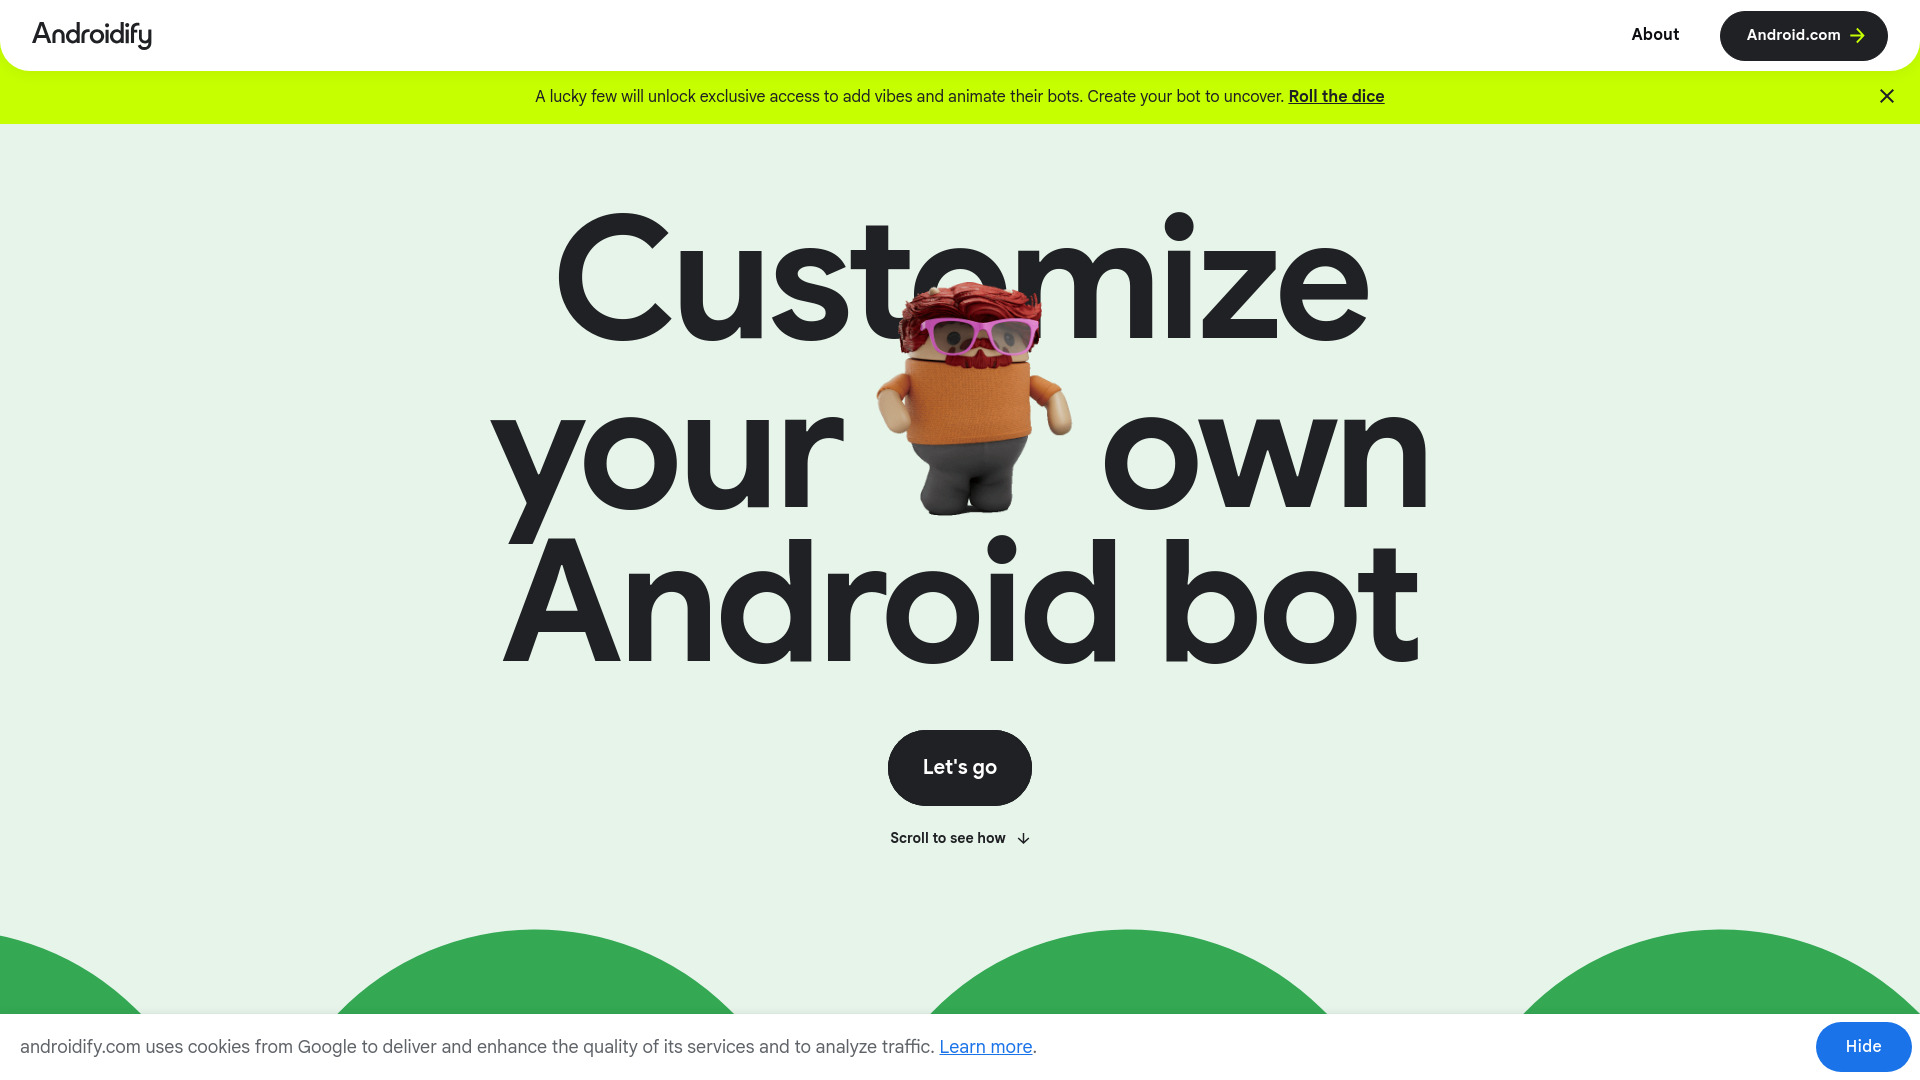 Androidify
About
Android.com
A lucky few will unlock exclusive access to add vibes and animate their bots. Create your bot to uncover. Roll the dice
Customize
your own
Android bot
Let's go
Scroll to see how
androidify.com uses cookies from Google to deliver and enhance the quality of its services and to analyze traffic. Learn more.
Hide